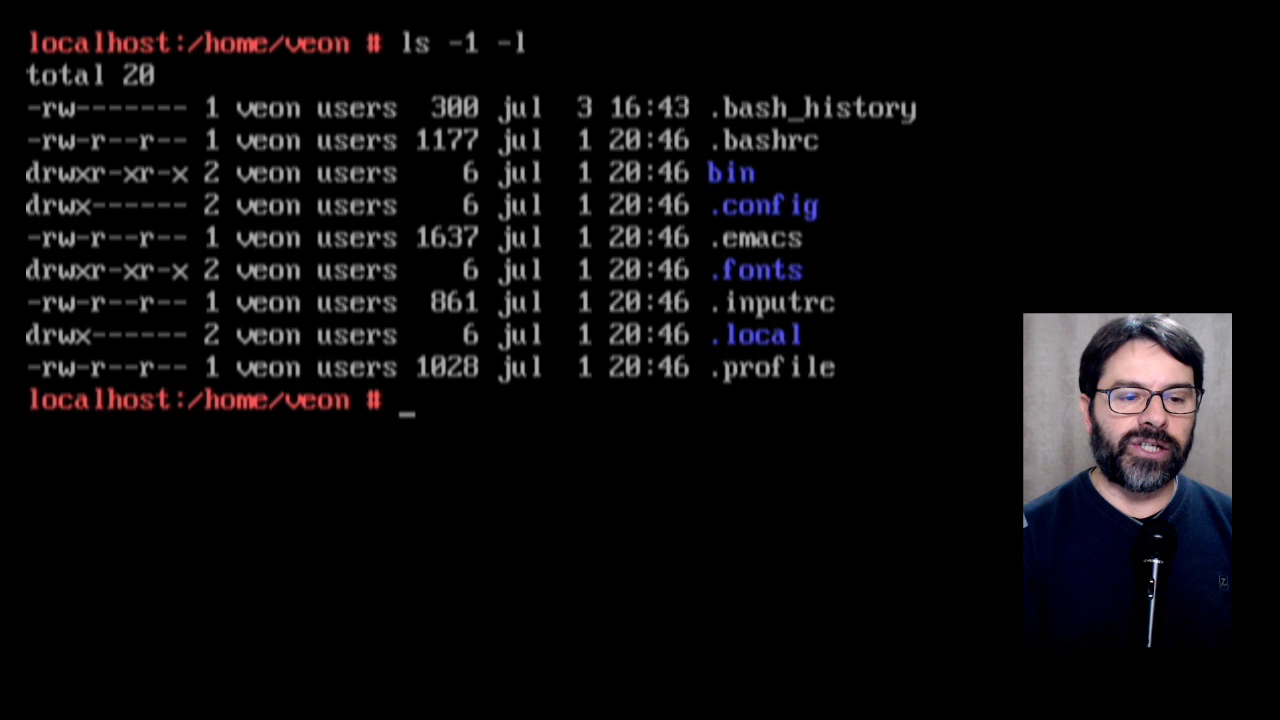 localhost:/home/veon # ls -1 -l
total 20
-rw------- 1 veon users  300 jul  3 16:43 .bash_history
-rw-r--r-- 1 veon users 1177 jul  1 20:46 .bashrc
drwxr-xr-x 2 veon users    6 jul  1 20:46 bin
drwx------ 2 veon users    6 jul  1 20:46 .config
-rw-r--r-- 1 veon users 1637 jul  1 20:46 .emacs
drwxr-xr-x 2 veon users    6 jul  1 20:46 .fonts
-rw-r--r-- 1 veon users  861 jul  1 20:46 .inputrc
drwx------ 2 veon users    6 jul  1 20:46 .local
-rw-r--r-- 1 veon users 1028 jul  1 20:46 .profile
localhost:/home/veon # _